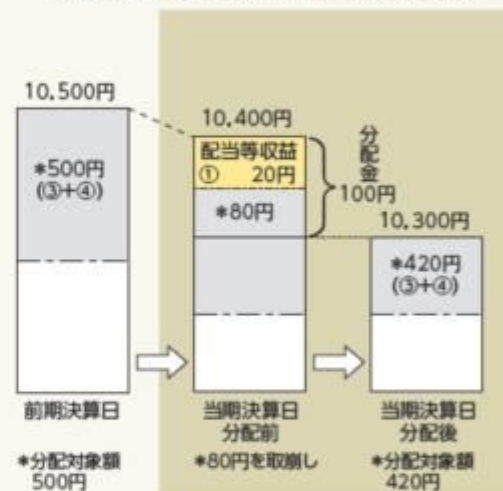 10,500円
*500円
(③+④)
前期決算日
*分配対象額
500円
10,400円
配当等収益
① 20円
*80円
分配金
100円
当期決算日
分配前
*80円を取崩し
10,300円
*420円
(③+④)
当期決算日
分配後
*分配対象額
420円